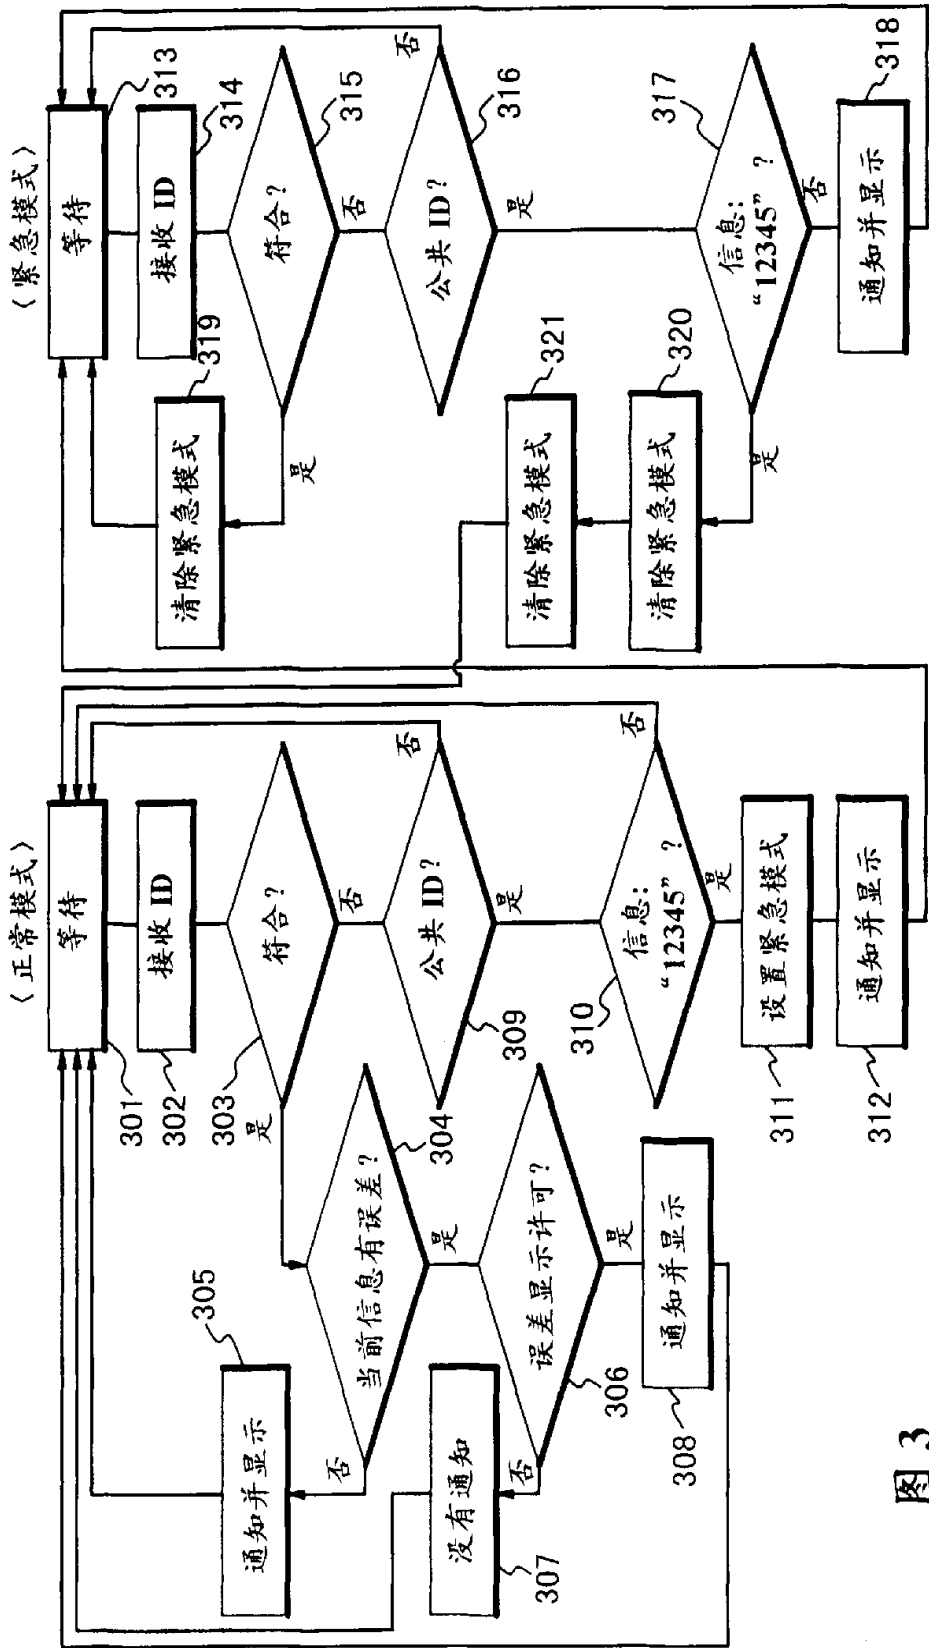 〈正常模式〉
等待
301
接收 ID
302
符合?
303
是
否
当前信息有误差?
304
否
是
通知并显示
305
误差显示许可?
306
否
是
没有通知
307
通知并显示
308
公共 ID?
309
否
是
信息:
“12345” ?
310
否
是
设置紧急模式
311
通知并显示
312
〈紧急模式〉
等待
313
接收 ID
314
符合?
315
是
否
公共 ID?
316
否
是
信息:
“12345” ?
317
是
否
通知并显示
318
清除紧急模式
319
清除紧急模式
320
清除紧急模式
321
图 3